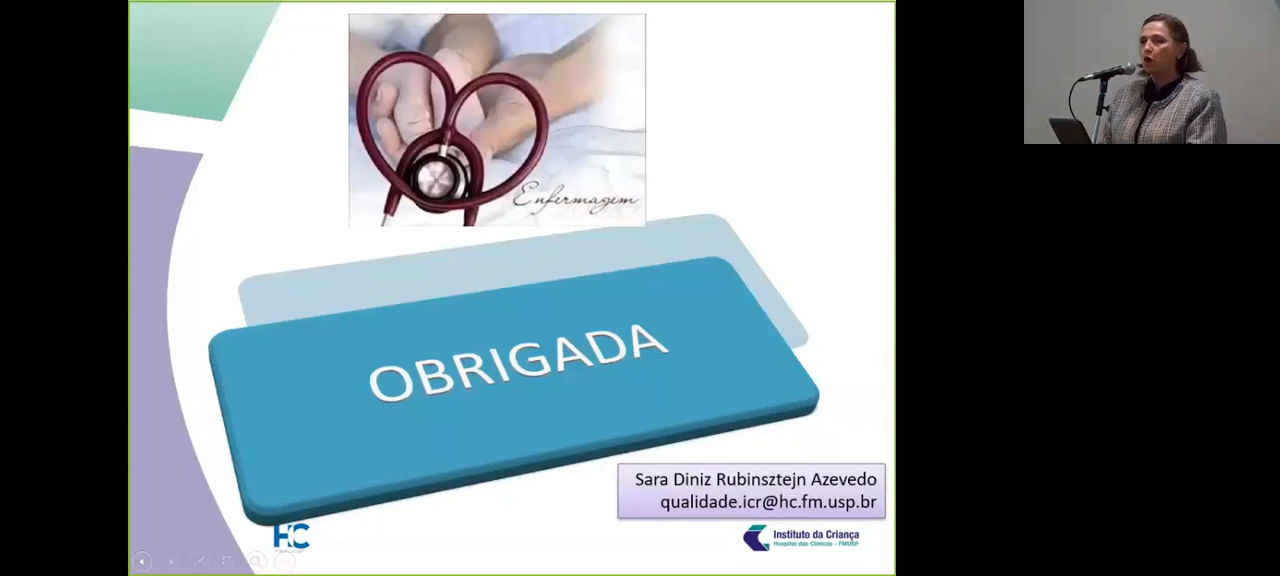 Enfermagem
OBRIGADA
Sara Diniz Rubinsztejn Azevedo
qualidade.icr@hc.fm.usp.br
HC
Instituto da Criança
Hospital das Clínicas - FMUSP